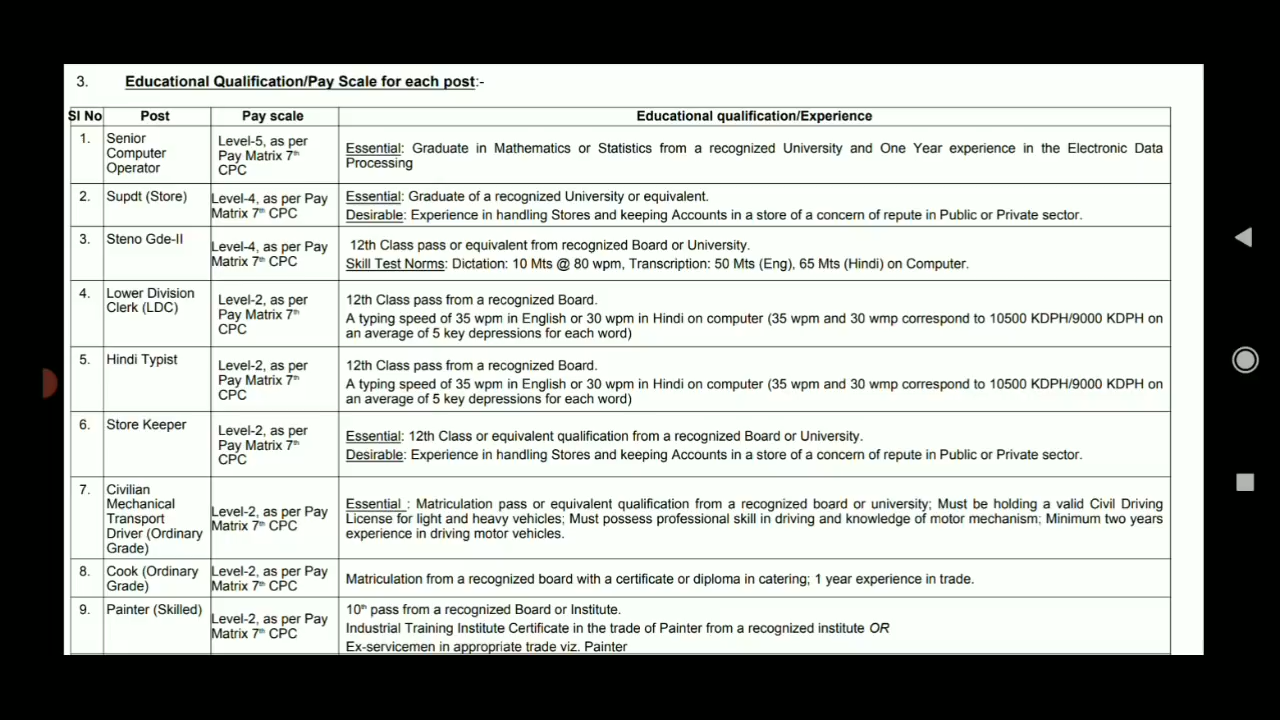 3. Educational Qualification/Pay Scale for each post:-
Sl No Post Pay scale Educational qualification/Experience
1. Senior
Computer
Operator
Level-5, as per
Pay Matrix 7th
CPC
Essential: Graduate in Mathematics or Statistics from a recognized University and One Year experience in the Electronic Data
Processing
2. Supdt (Store)
Level-4, as per Pay
Matrix 7th CPC
Essential: Graduate of a recognized University or equivalent.
Desirable: Experience in handling Stores and keeping Accounts in a store of a concern of repute in Public or Private sector.
3. Steno Gde-II
Level-4, as per Pay
Matrix 7th CPC
12th Class pass or equivalent from recognized Board or University.
Skill Test Norms: Dictation: 10 Mts @ 80 wpm, Transcription: 50 Mts (Eng), 65 Mts (Hindi) on Computer.
4. Lower Division
Clerk (LDC)
Level-2, as per
Pay Matrix 7th
CPC
12th Class pass from a recognized Board.
A typing speed of 35 wpm in English or 30 wpm in Hindi on computer (35 wpm and 30 wmp correspond to 10500 KDPH/9000 KDPH on
an average of 5 key depressions for each word)
5. Hindi Typist
Level-2, as per
Pay Matrix 7th
CPC
12th Class pass from a recognized Board.
A typing speed of 35 wpm in English or 30 wpm in Hindi on computer (35 wpm and 30 wmp correspond to 10500 KDPH/9000 KDPH on
an average of 5 key depressions for each word)
6. Store Keeper
Level-2, as per
Pay Matrix 7th
CPC
Essential: 12th Class or equivalent qualification from a recognized Board or University.
Desirable: Experience in handling Stores and keeping Accounts in a store of a concern of repute in Public or Private sector.
7. Civilian
Mechanical
Transport
Driver (Ordinary
Grade)
Level-2, as per Pay
Matrix 7th CPC
Essential : Matriculation pass or equivalent qualification from a recognized board or university; Must be holding a valid Civil Driving
License for light and heavy vehicles; Must possess professional skill in driving and knowledge of motor mechanism; Minimum two years
experience in driving motor vehicles.
8. Cook (Ordinary
Grade)
Level-2, as per Pay
Matrix 7th CPC
Matriculation from a recognized board with a certificate or diploma in catering; 1 year experience in trade.
9. Painter (Skilled)
Level-2, as per Pay
Matrix 7th CPC
10th pass from a recognized Board or Institute.
Industrial Training Institute Certificate in the trade of Painter from a recognized institute OR
Ex-servicemen in appropriate trade viz. Painter